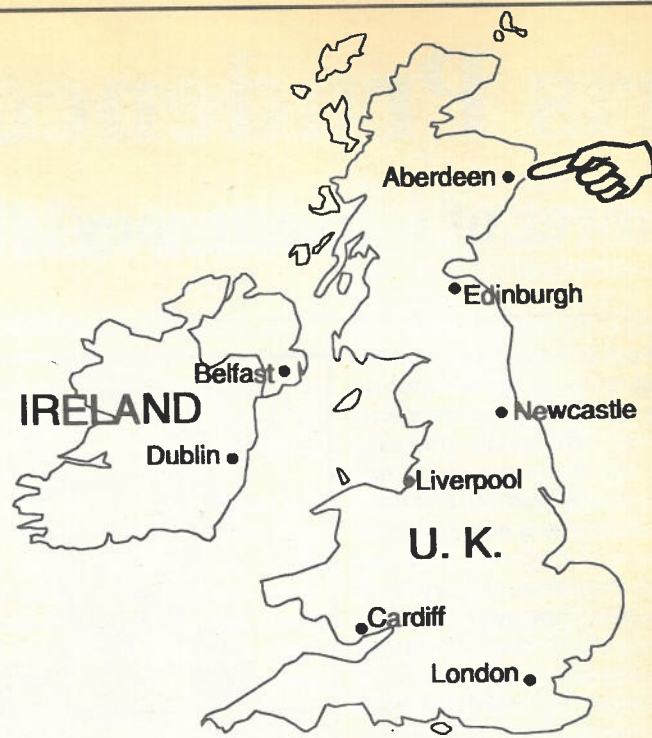 Aberdeen
Edinburgh
Belfast
IRELAND
Newcastle
Dublin
Liverpool
U. K.
Cardiff
London